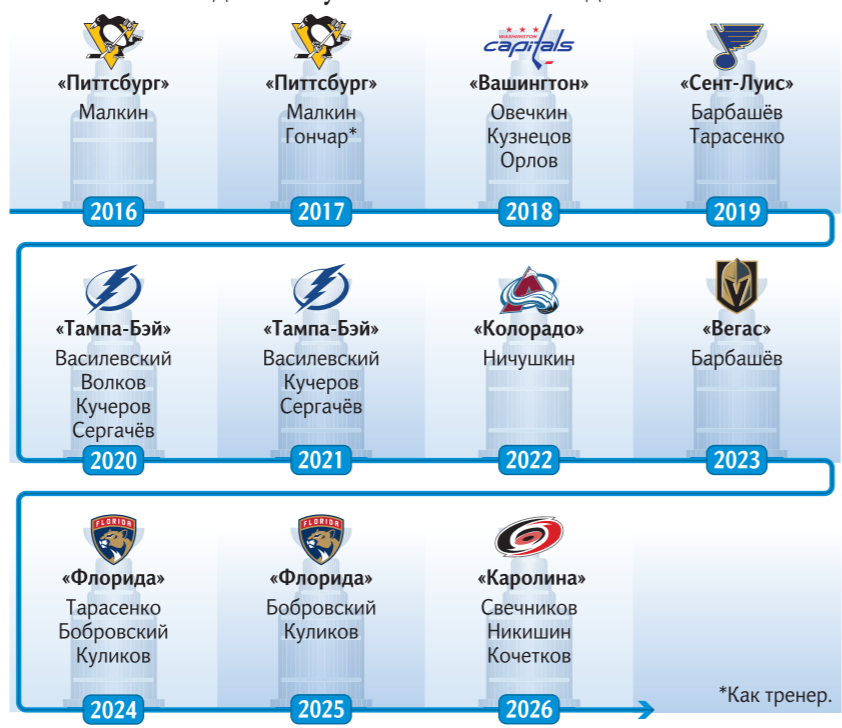 «Питтсбург»
Малкин
2016
«Питтсбург»
Малкин
Гончар*
2017
WASHINGTON
capitals
«Вашингтон»
Овечкин
Кузнецов
Орлов
2018
«Сент-Луис»
Барбашёв
Тарасенко
2019
«Тампа-Бэй»
Василевский
Волков
Кучеров
Сергачёв
2020
«Тампа-Бэй»
Василевский
Кучеров
Сергачёв
2021
«Колорадо»
Ничушкин
2022
«Вегас»
Барбашёв
2023
FLORIDA
«Флорида»
Тарасенко
Бобровский
Куликов
2024
FLORIDA
«Флорида»
Бобровский
Куликов
2025
«Каролина»
Свечников
Никишин
Кочетков
2026
*Как тренер.